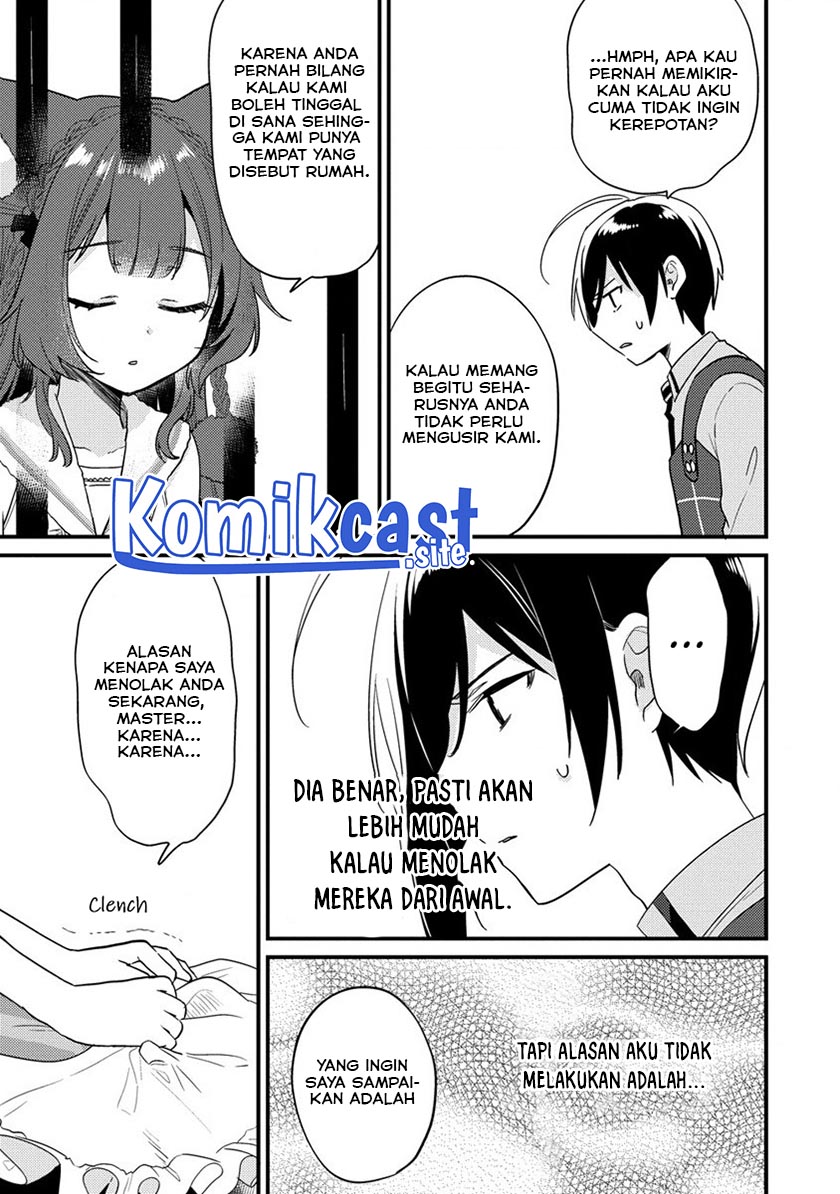 ...HMPH, APA KAU
PERNAH MEMIKIR-
KAN KALAU AKU
CUMA TIDAK INGIN
KEREPOTAN?
KALAU MEMANG
BEGITU SEHA-
RUSNYA ANDA
TIDAK PERLU
MENGUSIR KAMI.
KARENA ANDA
PERNAH BILANG
KALAU KAMI
BOLEH TINGGAL
DI SANA SEHING-
GA KAMI PUNYA
TEMPAT YANG
DISEBUT RUMAH.
Komikcast
.site.
...
DIA BENAR, PASTI AKAN
LEBIH MUDAH
KALAU MENOLAK
MEREKA DARI AWAL.
ALASAN
KENAPA SAYA
MENOLAK ANDA
SEKARANG,
MASTER...
KARENA...
KARENA...
Clench
TAPI ALASAN AKU TIDAK
MELAKUKAN ADALAH...
YANG INGIN
SAYA SAMPAI-
KAN ADALAH